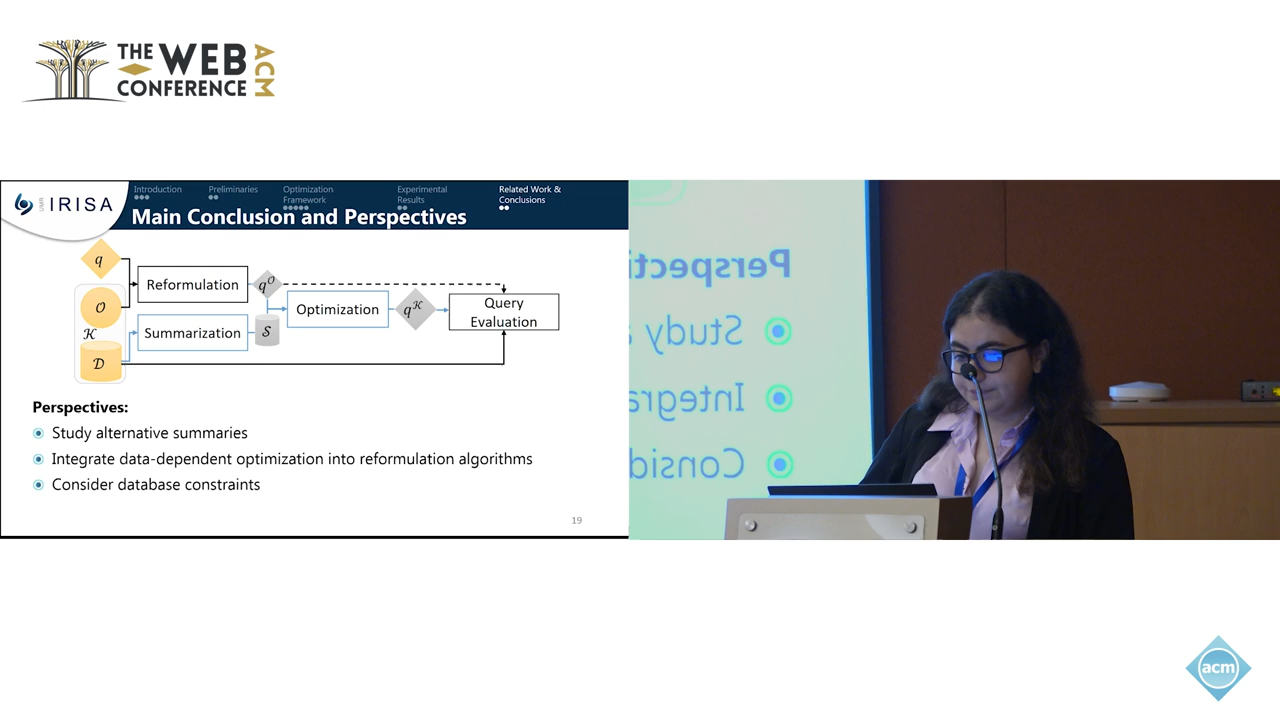 THE WEB
CONFERENCE
ACM
UMR
IRISA
Introduction
Preliminaries
Optimization
Framework
Experimental
Results
Related Work &
Conclusions
Main Conclusion and Perspectives
q
Reformulation
q^𝒪
𝒪
Optimization
q^𝒦
Query
Evaluation
𝒦
Summarization
𝒮
𝒟
Perspectives:
Study alternative summaries
Integrate data-dependent optimization into reformulation algorithms
Consider database constraints
19
Perspecti
Study a
Integra
Consid
acm